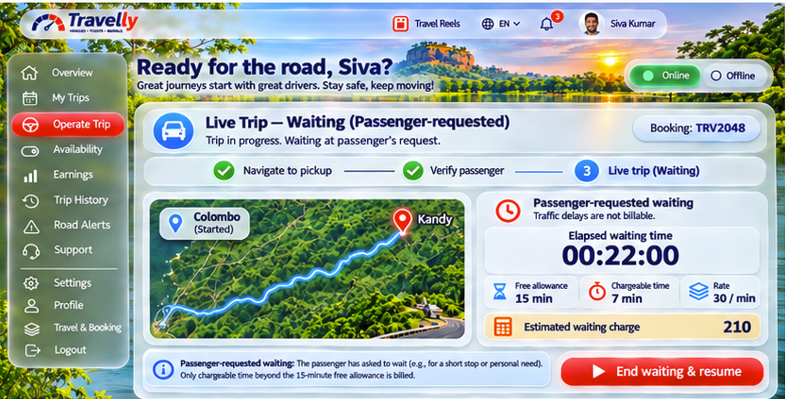 Travelly
Travel Reels
EN
3
Siva Kumar
Overview
My Trips
Operate Trip
Availability
Earnings
Trip History
Road Alerts
Support
Settings
Profile
Travel & Booking
Logout
Ready for the road, Siva?
Great journeys start with great drivers. Stay safe, keep moving!
Online
Offline
Live Trip — Waiting (Passenger-requested)
Trip in progress. Waiting at passenger's request.
Booking: TRV2048
Navigate to pickup
Verify passenger
3 Live trip (Waiting)
Colombo
(Started)
Kandy
Passenger-requested waiting
Traffic delays are not billable.
Elapsed waiting time
00:22:00
Free allowance
15 min
Chargeable time
7 min
Rate
30 / min
Estimated waiting charge 210
Passenger-requested waiting: The passenger has asked to wait (e.g., for a short stop or personal need).
Only chargeable time beyond the 15-minute free allowance is billed.
End waiting & resume